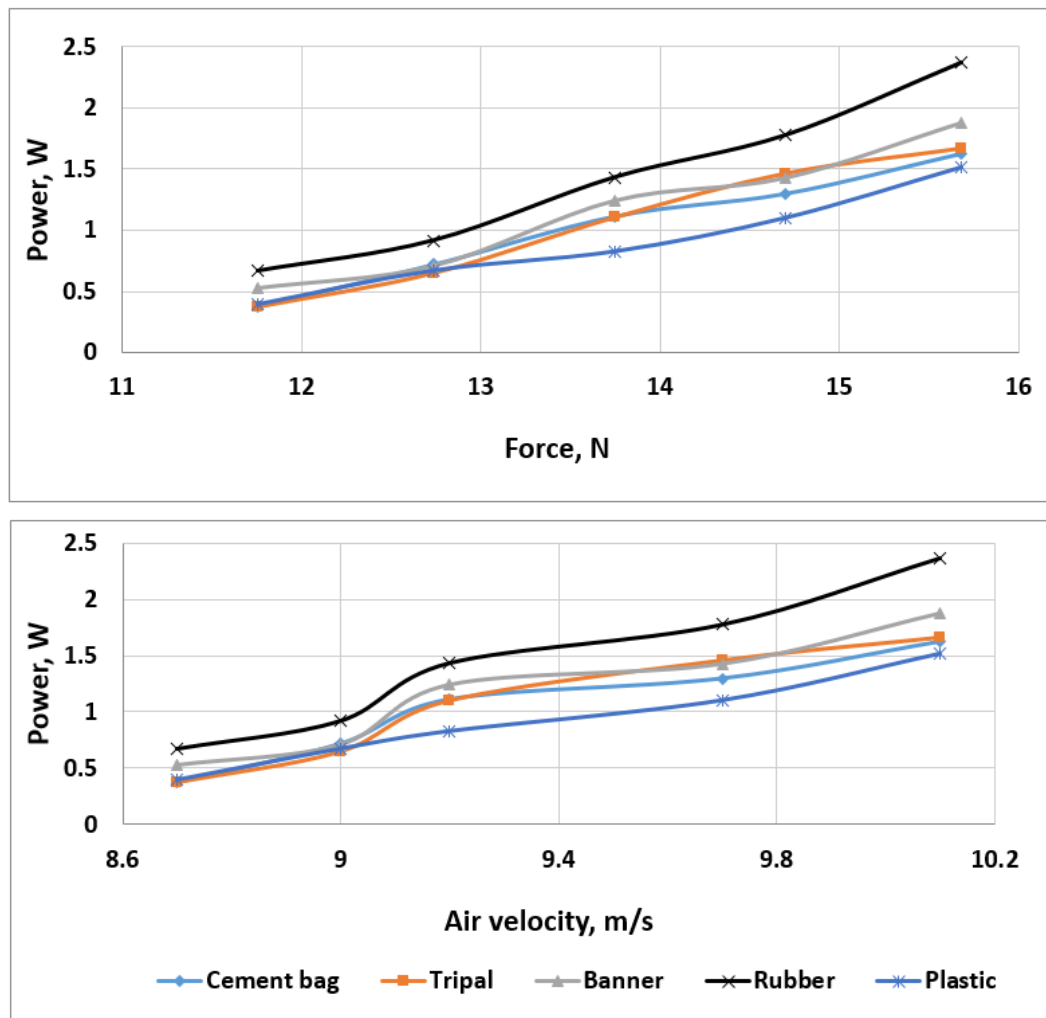 2.5
2
1.5
1
0.5
0
Power, W
11 12 13 14 15 16
Force, N
2.5
2
1.5
1
0.5
0
Power, W
8.6 9 9.4 9.8 10.2
Air velocity, m/s
Cement bag Tripal Banner Rubber Plastic